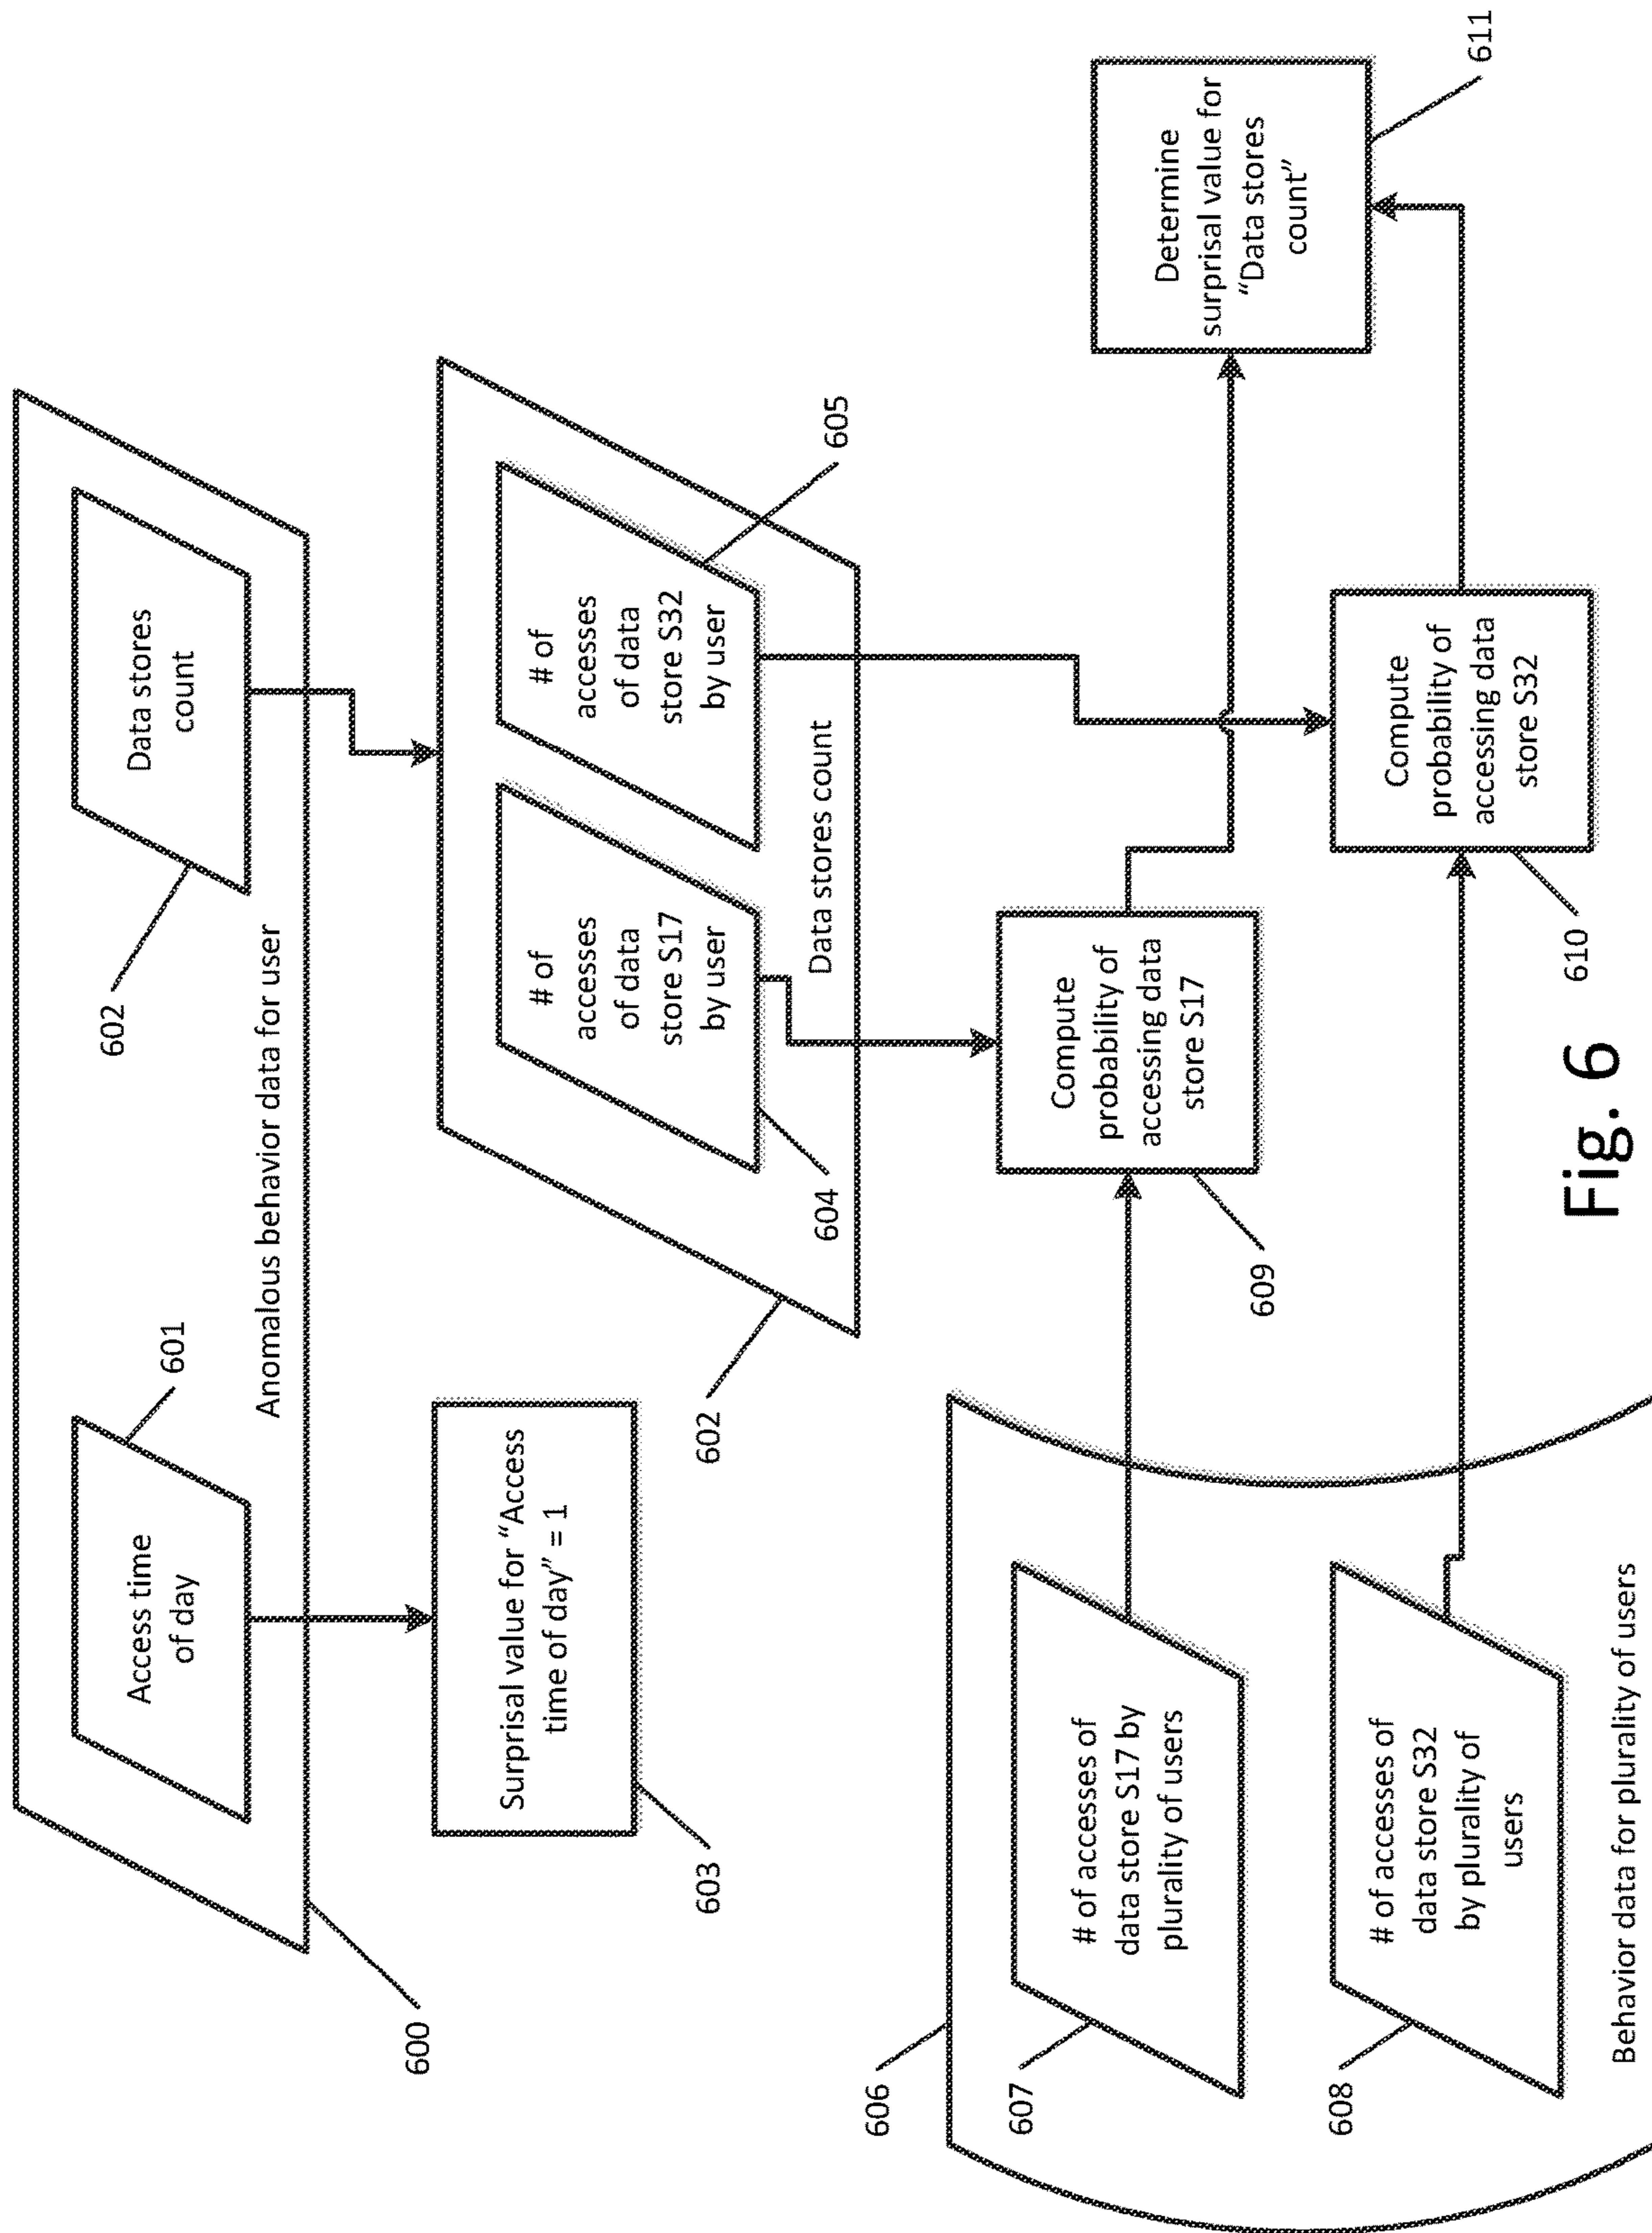 601
Access time
of day
Data stores
count
602
Anomalous behavior data for user
600
Surprisal value for "Access
time of day" = 1
603
# of
accesses
of data
store S17
by user
# of
accesses
of data
store S32
by user
605
604
Data stores count
602
606
# of accesses of
data store S17 by
plurality of users
607
Compute
probability of
accessing data
store S17
609
Determine
surprisal value for
"Data stores
count"
611
# of accesses of
data store S32
by plurality of
users
608
Compute
probability of
accessing data
store S32
610
Behavior data for plurality of users
Fig. 6